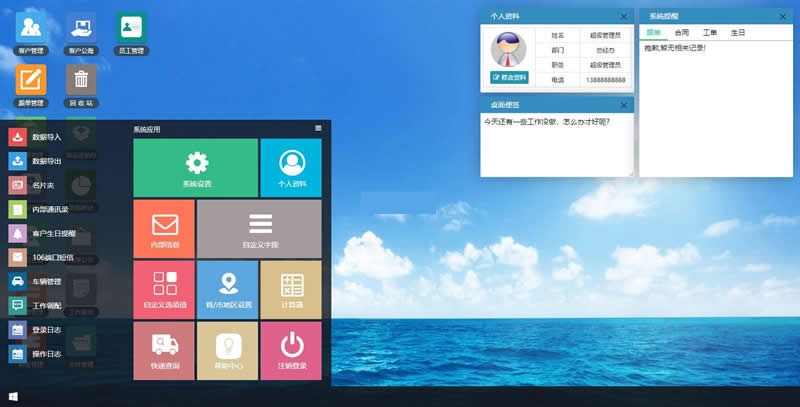 客户管理
客户公海
员工管理
跟单管理
回 收 站
数据导入
数据导出
名片夹
内部通讯录
客户生日提醒
106端口短信
车辆管理
工作调配
登录日志
操作日志
系统应用
系统设置
个人资料
内部信息
自定义字段
自定义选项值
省/市地区设置
计算器
快速查询
帮助中心
注销登录
个人资料
姓名 超级管理员
部门 总经办
职务 超级管理员
电话 13888888888
修改资料
桌面便签
今天还有一些工作没做，怎么办才好呢?
系统提醒
跟单 合同 工单 生日
抱歉,暂无相关记录!